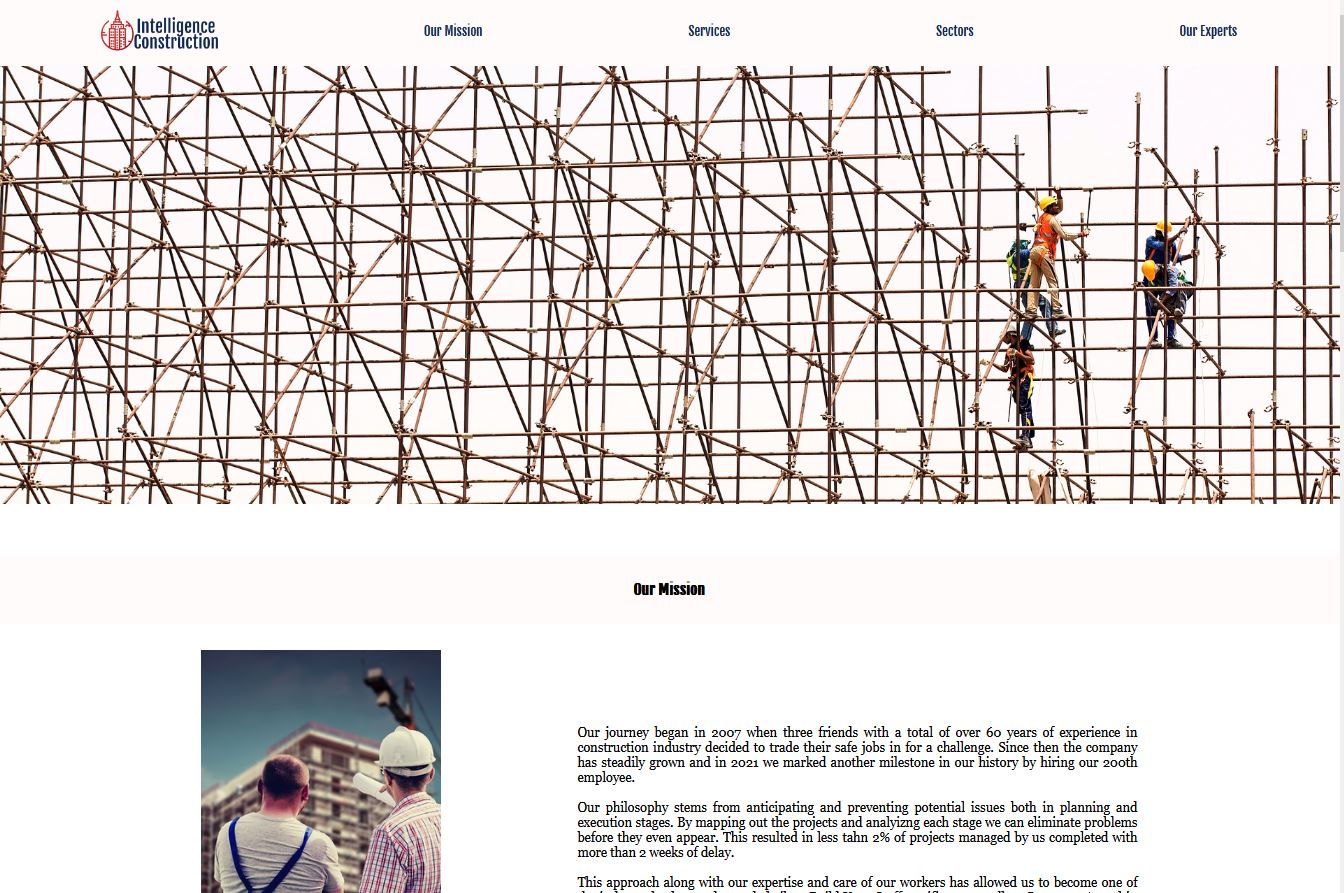 Intelligence
Construction
Our Mission
Services
Sectors
Our Experts
Our Mission
Our journey began in 2007 when three friends with a total of over 60 years of experience in
construction industry decided to trade their safe jobs in for a challenge. Since then the company
has steadily grown and in 2021 we marked another milestone in our history by hiring our 200th
employee.
Our philosophy stems from anticipating and preventing potential issues both in planning and
execution stages. By mapping out the projects and analyizng each stage we can eliminate problems
before they even appear. This resulted in less tahn 2% of projects managed by us completed with
more than 2 weeks of delay.
This approach along with our expertise and care of our workers has allowed us to become one of